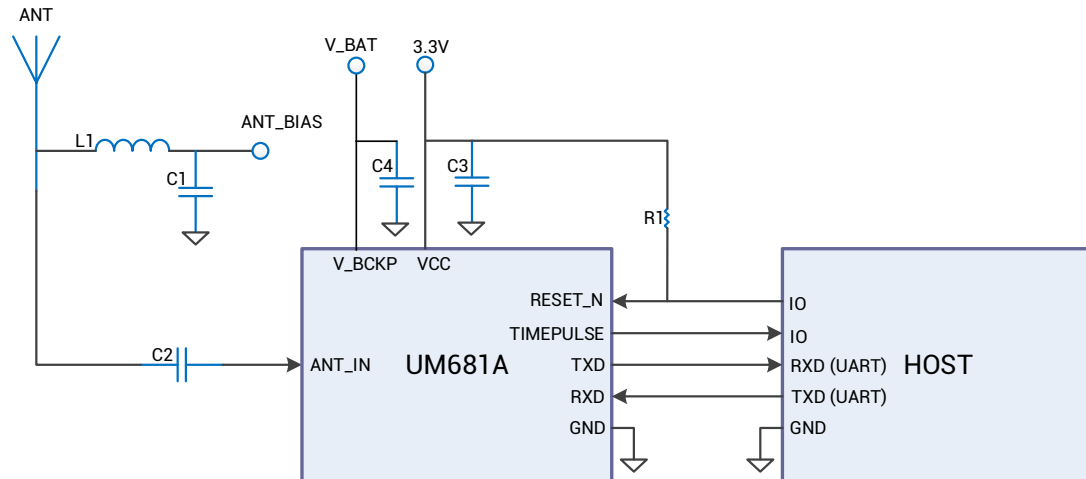 ANT
V_BAT
3.3V
ANT_BIAS
L1
C1
C4
C3
R1
V_BCKP
VCC
RESET_N
IO
TIMEPULSE
IO
C2
ANT_IN
UM681A
TXD
RXD (UART)
HOST
RXD
TXD (UART)
GND
GND